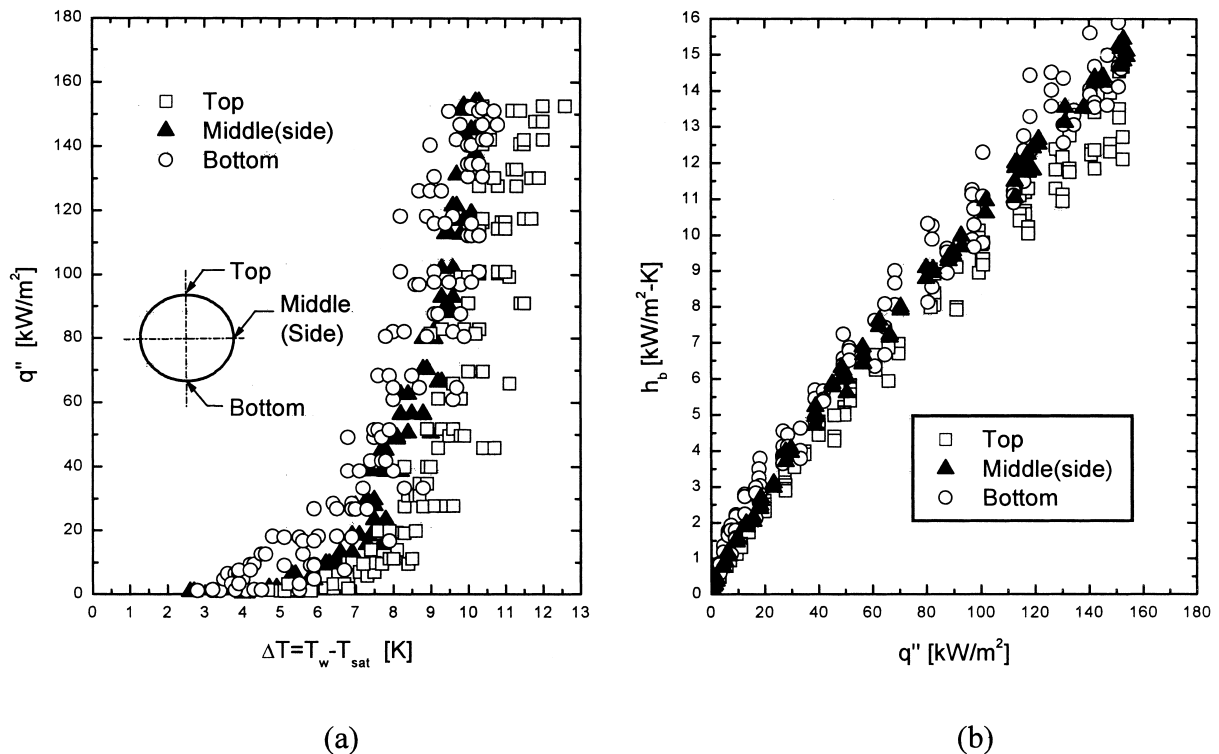 180
160
140
120
100
80
60
40
20
0
q" [kW/m²]
Top
Middle(side)
Bottom
Top
Middle
(Side)
Bottom
0 1 2 3 4 5 6 7 8 9 10 11 12 13
ΔT=T_w-T_sat [K]
(a)
16
15
14
13
12
11
10
9
8
7
6
5
4
3
2
1
0
h_b [kW/m²-K]
Top
Middle(side)
Bottom
0 20 40 60 80 100 120 140 160 180
q" [kW/m²]
(b)